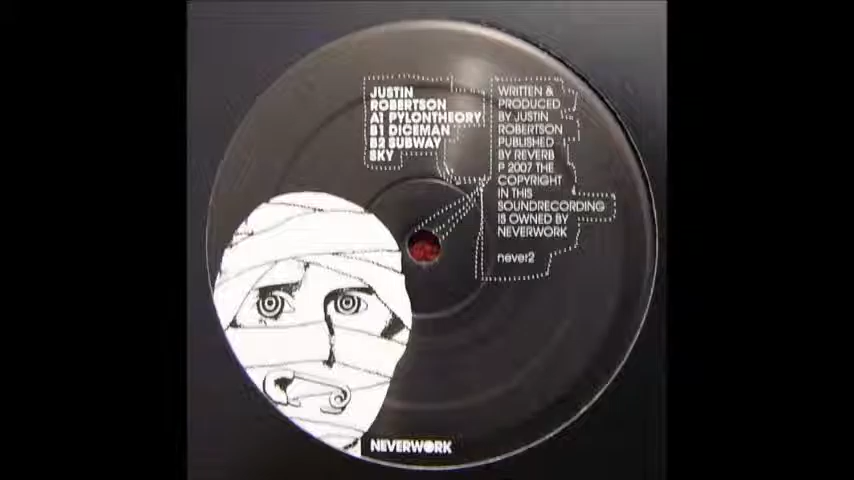 JUSTIN
ROBERTSON
A1 PYLONTHEORY
B1 DICEMAN
B2 SUBWAY
SKY
WRITTEN &
PRODUCED
BY JUSTIN
ROBERTSON
PUBLISHED
BY REVERB
P 2007 THE
COPYRIGHT
IN THIS
SOUNDRECORDING
IS OWNED BY
NEVERWORK
never2
NEVERWORK